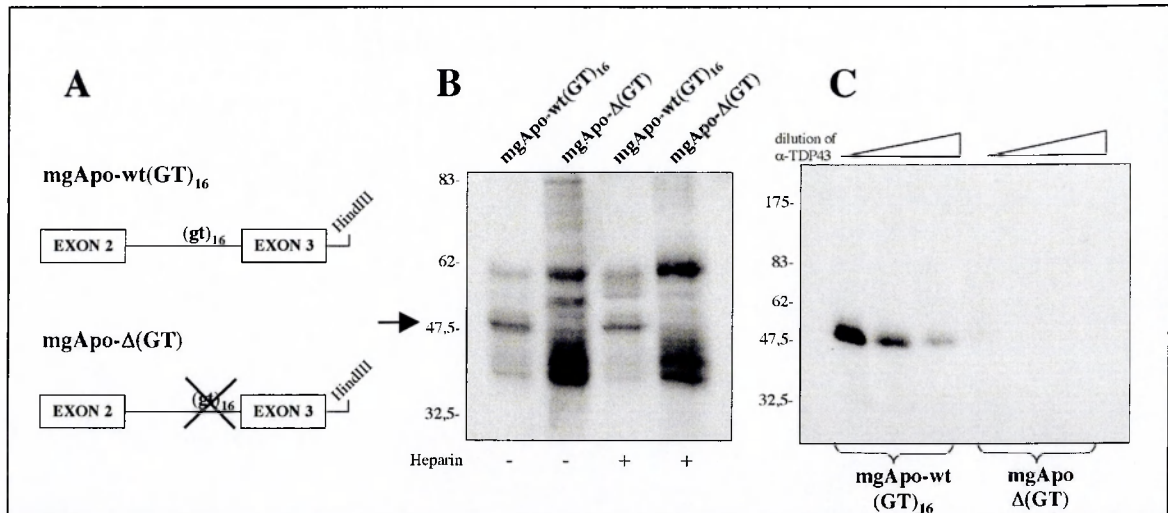 A
mgApo-wt(GT)16
EXON 2
(gt)16
EXON 3
HindIII
mgApo-Δ(GT)
EXON 2
(gt)16
EXON 3
HindIII
B
mgApo-wt(GT)16
mgApo-Δ(GT)
mgApo-wt(GT)16
mgApo-Δ(GT)
83-
62-
47,5-
32,5-
Heparin - - + +
C
dilution of
α-TDP43
175-
83-
62-
47,5-
32,5-
mgApo-wt
(GT)16
mgApo
Δ(GT)